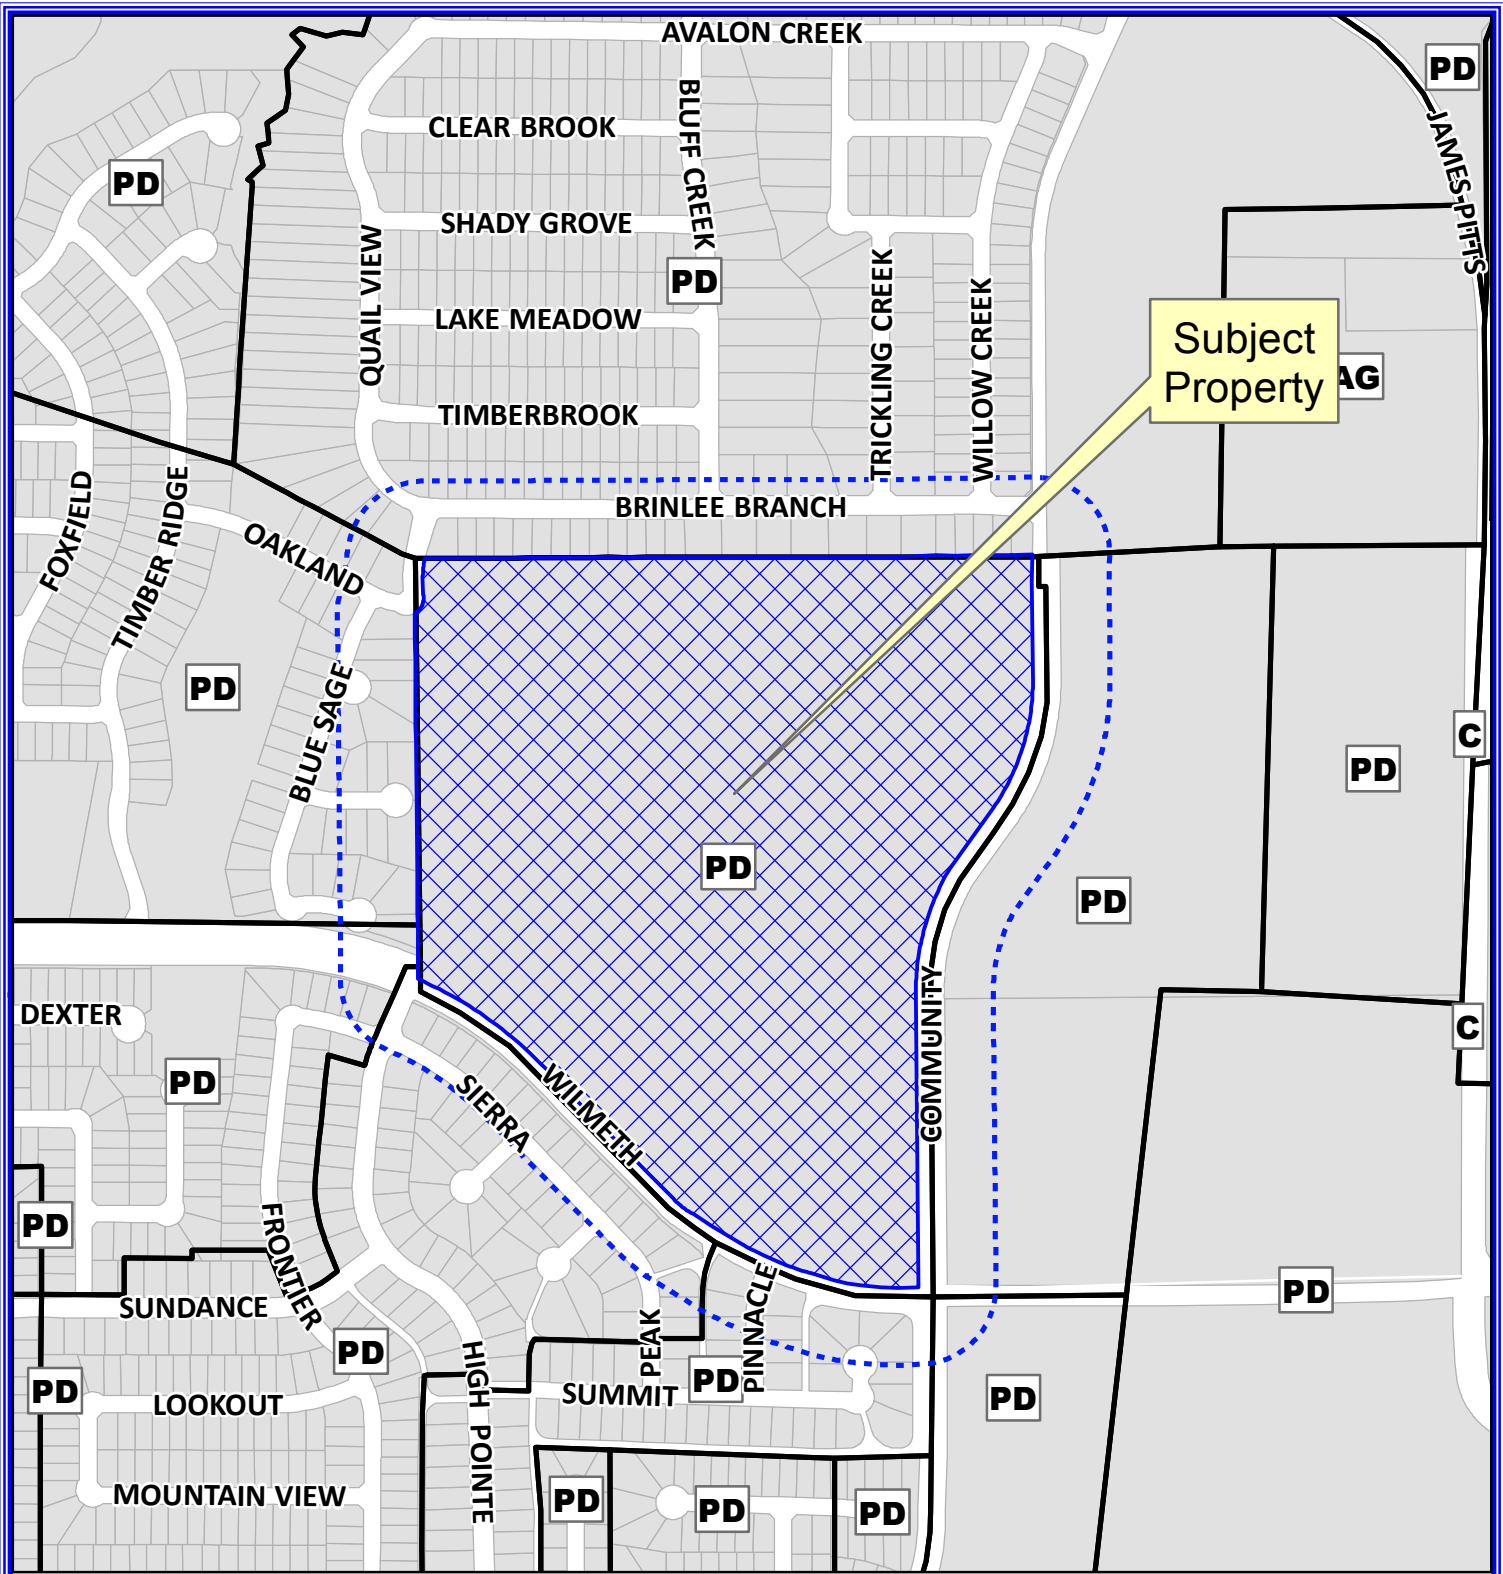 AVALON CREEK
PD
BLUFF CREEK
CLEAR BROOK
JAMES PITTS
PD
SHADY GROVE
QUAIL VIEW
PD
TRICKLING CREEK
WILLOW CREEK
LAKE MEADOW
Subject
Property
AG
TIMBERBROOK
FOXFIELD
TIMBER RIDGE
BRINLEE BRANCH
OAKLAND
PD
BLUE SAGE
C
PD
PD
PD
COMMUNITY
DEXTER
C
PD
SIERRA
WILMETH
PD
FRONTIER
PINNACLE
PD
SUNDANCE
PEAK
PD
HIGH POINTE
PD
PD
SUMMIT
PD
LOOKOUT
MOUNTAIN VIEW
PD
PD
PD